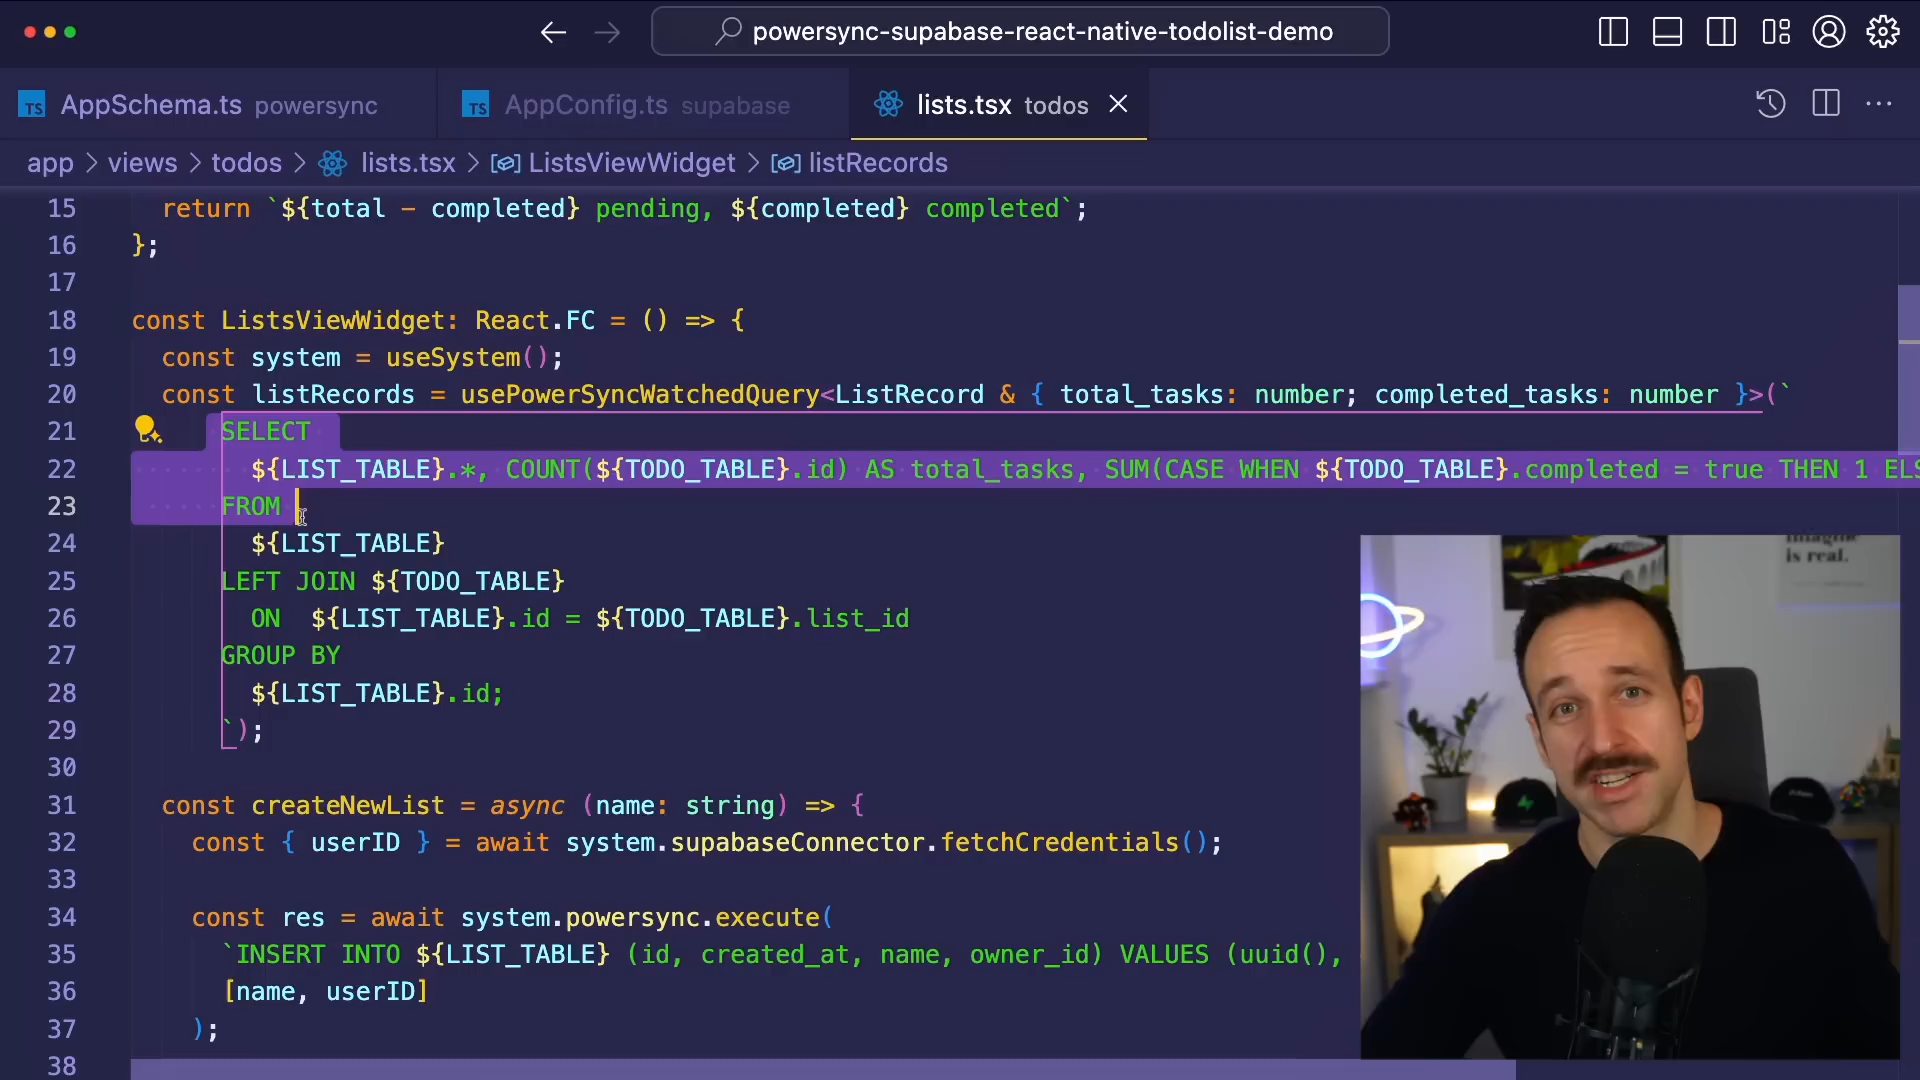 powersync-supabase-react-native-todolist-demo
TS AppSchema.ts powersync
TS AppConfig.ts supabase
lists.tsx todos
app > views > todos > lists.tsx > ListsViewWidget > listRecords
15 return `${total - completed} pending, ${completed} completed`;
16 };
17
18 const ListsViewWidget: React.FC = () => {
19 const system = useSystem();
20 const listRecords = usePowerSyncWatchedQuery<ListRecord & { total_tasks: number; completed_tasks: number }>(`
21 SELECT
22 ${LIST_TABLE}.*, COUNT(${TODO_TABLE}.id) AS total_tasks, SUM(CASE WHEN ${TODO_TABLE}.completed = true THEN 1 ELS
23 FROM
24 ${LIST_TABLE}
25 LEFT JOIN ${TODO_TABLE}
26 ON ${LIST_TABLE}.id = ${TODO_TABLE}.list_id
27 GROUP BY
28 ${LIST_TABLE}.id;
29 `);
30
31 const createNewList = async (name: string) => {
32 const { userID } = await system.supabaseConnector.fetchCredentials();
33
34 const res = await system.powersync.execute(
35 `INSERT INTO ${LIST_TABLE} (id, created_at, name, owner_id) VALUES (uuid(),
36 [name, userID]
37 );
38
is real.